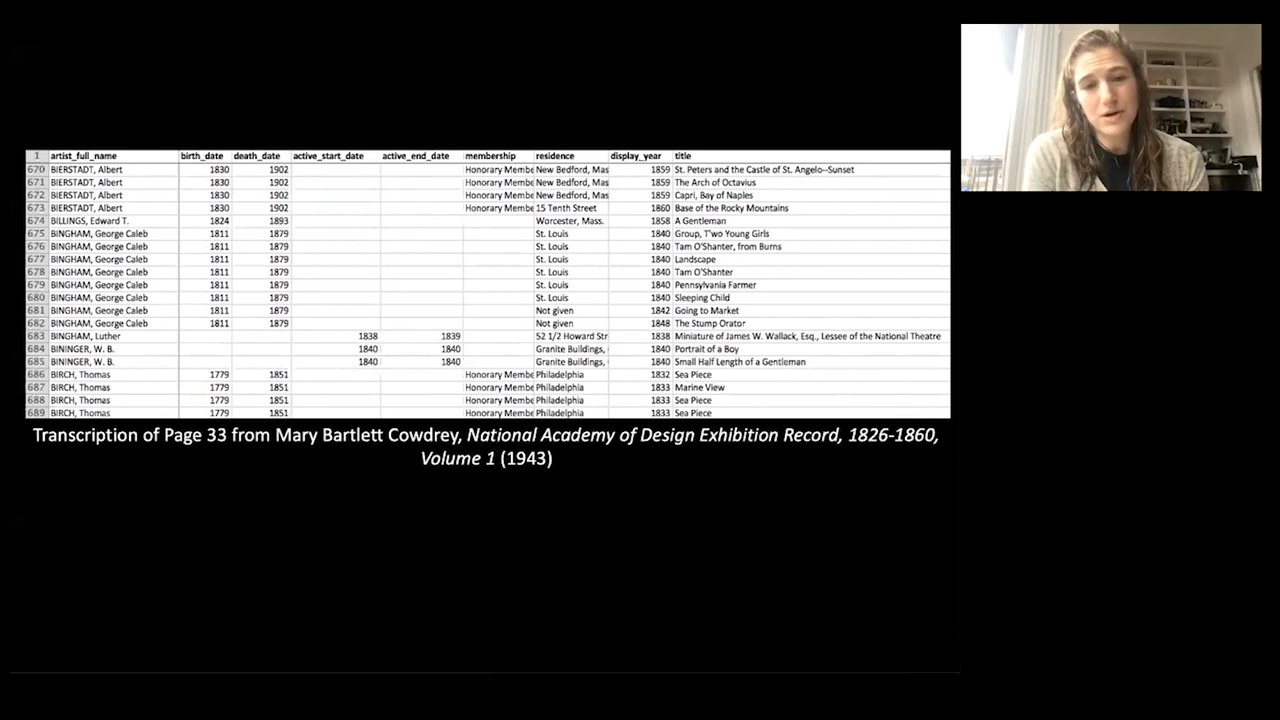 1 artist_full_name birth_date death_date active_start_date active_end_date membership residence display_year title
670 BIERSTADT, Albert 1830 1902 Honorary Membe New Bedford, Mas 1859 St. Peters and the Castle of St. Angelo--Sunset
671 BIERSTADT, Albert 1830 1902 Honorary Membe New Bedford, Mas 1859 The Arch of Octavius
672 BIERSTADT, Albert 1830 1902 Honorary Membe New Bedford, Mas 1859 Capri, Bay of Naples
673 BIERSTADT, Albert 1830 1902 Honorary Membe 15 Tenth Street 1860 Base of the Rocky Mountains
674 BILLINGS, Edward T. 1824 1893 Worcester, Mass. 1858 A Gentleman
675 BINGHAM, George Caleb 1811 1879 St. Louis 1840 Group, T'wo Young Girls
676 BINGHAM, George Caleb 1811 1879 St. Louis 1840 Tam O'Shanter, from Burns
677 BINGHAM, George Caleb 1811 1879 St. Louis 1840 Landscape
678 BINGHAM, George Caleb 1811 1879 St. Louis 1840 Tam O'Shanter
679 BINGHAM, George Caleb 1811 1879 St. Louis 1840 Pennsylvania Farmer
680 BINGHAM, George Caleb 1811 1879 St. Louis 1840 Sleeping Child
681 BINGHAM, George Caleb 1811 1879 Not given 1842 Going to Market
682 BINGHAM, George Caleb 1811 1879 Not given 1848 The Stump Orator
683 BINGHAM, Luther 1838 1839 52 1/2 Howard Str 1838 Miniature of James W. Wallack, Esq., Lessee of the National Theatre
684 BININGER, W. B. 1840 1840 Granite Buildings, 1840 Portrait of a Boy
685 BININGER, W. B. 1840 1840 Granite Buildings, 1840 Small Half Length of a Gentleman
686 BIRCH, Thomas 1779 1851 Honorary Membe Philadelphia 1832 Sea Piece
687 BIRCH, Thomas 1779 1851 Honorary Membe Philadelphia 1833 Marine View
688 BIRCH, Thomas 1779 1851 Honorary Membe Philadelphia 1833 Sea Piece
689 BIRCH, Thomas 1779 1851 Honorary Membe Philadelphia 1833 Sea Piece
Transcription of Page 33 from Mary Bartlett Cowdrey, National Academy of Design Exhibition Record, 1826-1860,
Volume 1 (1943)